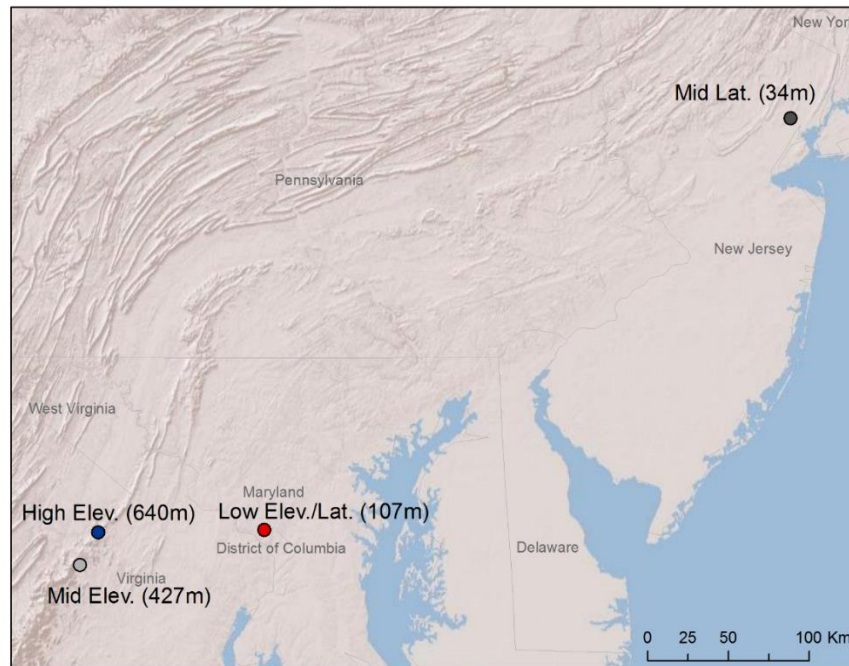 New Yor
Mid Lat. (34m)
Pennsylvania
New Jersey
West Virginia
Maryland
High Elev. (640m)
Low Elev./Lat. (107m)
District of Columbia
Delaware
Virginia
Mid Elev. (427m)
0 25 50 100 Km